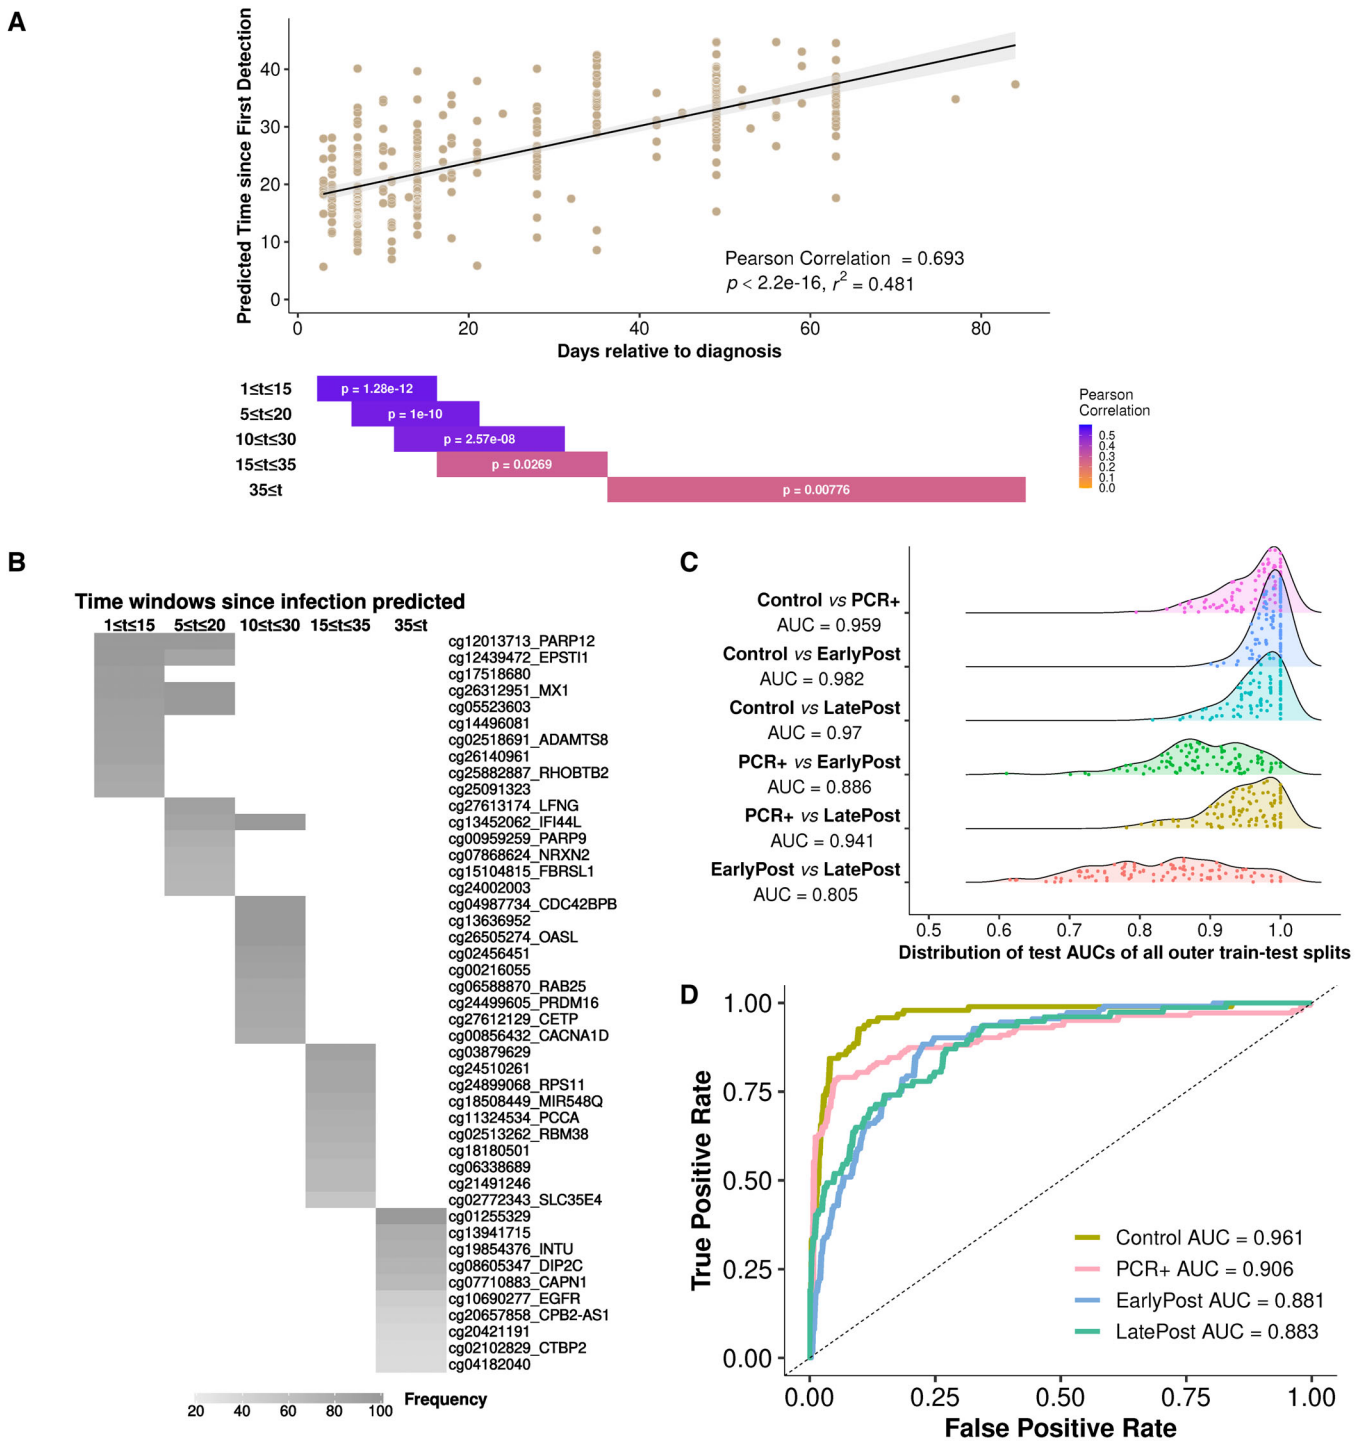 A
Predicted Time since First Detection
40
30
20
10
0
Pearson Correlation = 0.693
p < 2.2e-16, r² = 0.481
0 20 40 60 80
Days relative to diagnosis
1≤t≤15 p = 1.28e-12
5≤t≤20 p = 1e-10
10≤t≤30 p = 2.57e-08
15≤t≤35 p = 0.0269
35≤t p = 0.00776
Pearson
Correlation
0.5
0.4
0.3
0.2
0.1
0.0
B
Time windows since infection predicted
1≤t≤15 5≤t≤20 10≤t≤30 15≤t≤35 35≤t
cg12013713_PARP12
cg12439472_EPSTI1
cg17518680
cg26312951_MX1
cg05523603
cg14496081
cg02518691_ADAMTS8
cg26140961
cg25882887_RHOBTB2
cg25091323
cg27613174_LFNG
cg13452062_IFI44L
cg00959259_PARP9
cg07868624_NRXN2
cg15104815_FBRSL1
cg24002003
cg04987734_CDC42BPB
cg13636952
cg26505274_OASL
cg02456451
cg00216055
cg06588870_RAB25
cg24499605_PRDM16
cg27612129_CETP
cg00856432_CACNA1D
cg03879629
cg24510261
cg24899068_RPS11
cg18508449_MIR548Q
cg11324534_PCCA
cg02513262_RBM38
cg18180501
cg06338689
cg21491246
cg02772343_SLC35E4
cg01255329
cg13941715
cg19854376_INTU
cg08605347_DIP2C
cg07710883_CAPN1
cg10690277_EGFR
cg20657858_CPB2-AS1
cg20421191
cg02102829_CTBP2
cg04182040
Frequency
20 40 60 80 100
C
Control vs PCR+
AUC = 0.959
Control vs EarlyPost
AUC = 0.982
Control vs LatePost
AUC = 0.97
PCR+ vs EarlyPost
AUC = 0.886
PCR+ vs LatePost
AUC = 0.941
EarlyPost vs LatePost
AUC = 0.805
0.5 0.6 0.7 0.8 0.9 1.0
Distribution of test AUCs of all outer train-test splits
D
True Positive Rate
1.00
0.75
0.50
0.25
0.00
Control AUC = 0.961
PCR+ AUC = 0.906
EarlyPost AUC = 0.881
LatePost AUC = 0.883
0.00 0.25 0.50 0.75 1.00
False Positive Rate